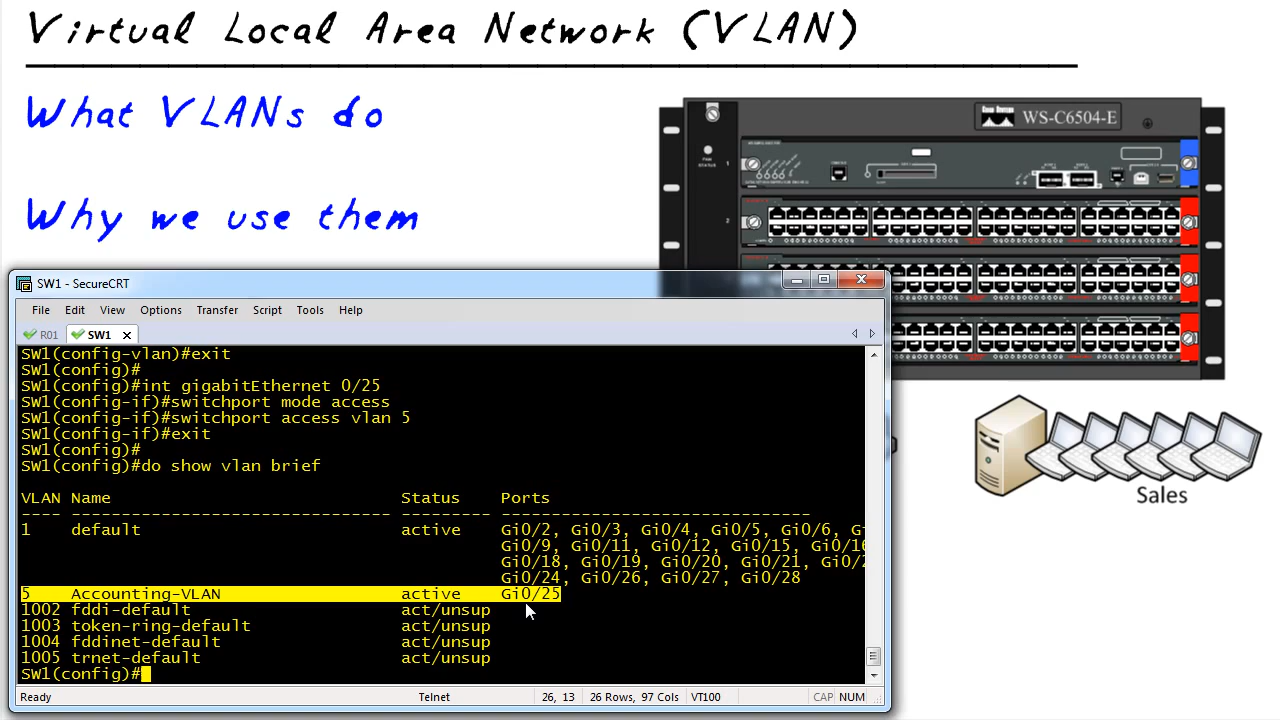 Virtual Local Area Network (VLAN)
What VLANs do
Why we use them
CISCO SYSTEMS
WS-C6504-E
1
2
Sales
SW1 - SecureCRT
File Edit View Options Transfer Script Tools Help
R01 SW1
SW1(config-vlan)#exit
SW1(config)#
SW1(config)#int gigabitEthernet 0/25
SW1(config-if)#switchport mode access
SW1(config-if)#switchport access vlan 5
SW1(config-if)#exit
SW1(config)#
SW1(config)#do show vlan brief
VLAN Name Status Ports
---- -------------------------------- --------- -------------------------------
1 default active Gi0/2, Gi0/3, Gi0/4, Gi0/5, Gi0/6,
Gi0/9, Gi0/11, Gi0/12, Gi0/15,
Gi0/18, Gi0/19, Gi0/20, Gi0/21,
Gi0/24, Gi0/26, Gi0/27, Gi0/28
5 Accounting-VLAN active Gi0/25
1002 fddi-default act/unsup
1003 token-ring-default act/unsup
1004 fddinet-default act/unsup
1005 trnet-default act/unsup
SW1(config)#
Ready Telnet 26, 13 26 Rows, 97 Cols VT100 CAP NUM